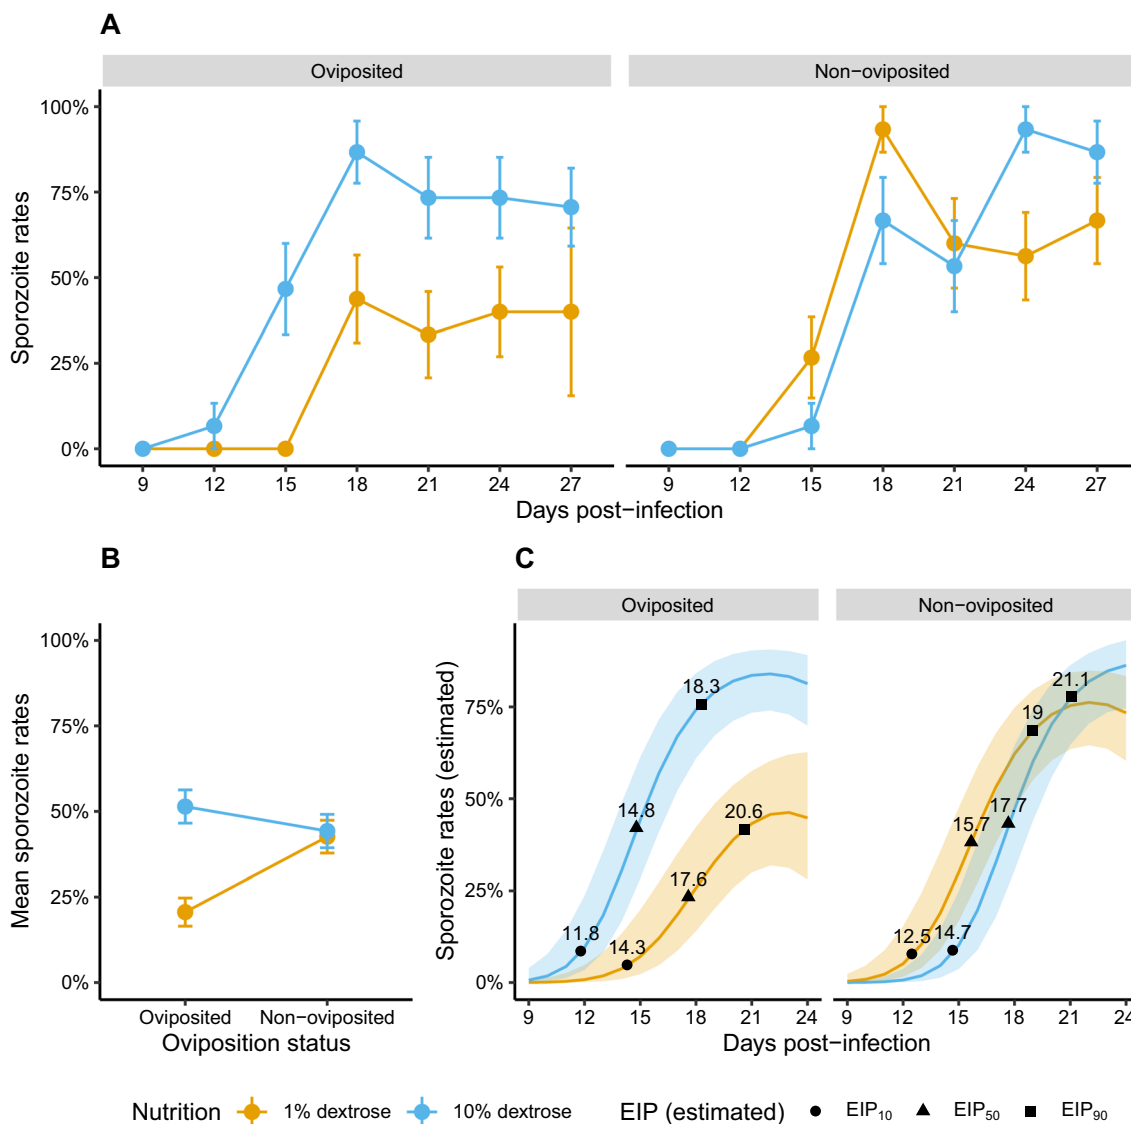 A
Oviposited Non−oviposited
Sporozoite rates
100%
75%
50%
25%
0%
9 12 15 18 21 24 27 9 12 15 18 21 24 27
Days post−infection
B
Mean sporozoite rates
100%
75%
50%
25%
0%
Oviposited Non−oviposited
Oviposition status
C
Oviposited Non−oviposited
Sporozoite rates (estimated)
75%
50%
25%
0%
18.3
14.8
11.8
20.6
17.6
14.3
21.1
19
17.7
15.7
14.7
12.5
9 12 15 18 21 24 9 12 15 18 21 24
Days post−infection
Nutrition 1% dextrose 10% dextrose EIP (estimated) EIP₁₀ EIP₅₀ EIP₉₀